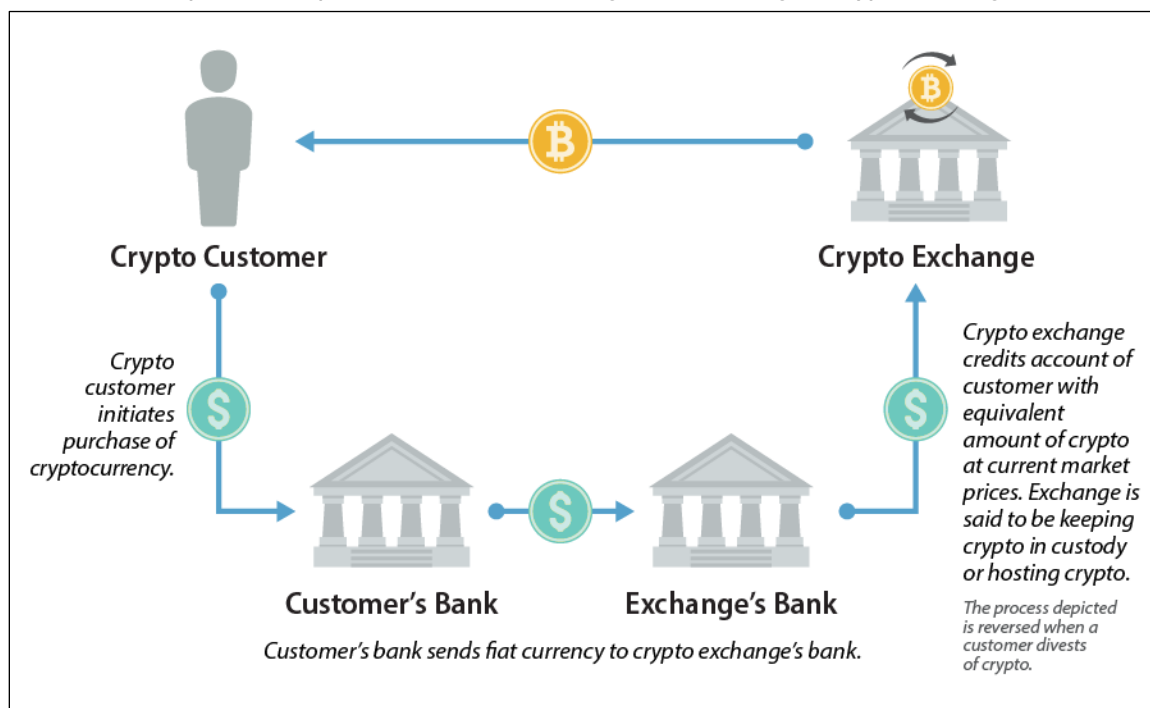 Crypto Customer
Crypto Exchange
Crypto
customer
initiates
purchase of
cryptocurrency.
Crypto exchange
credits account of
customer with
equivalent
amount of crypto
at current market
prices. Exchange is
said to be keeping
crypto in custody
or hosting crypto.
The process depicted
is reversed when a
customer divests
of crypto.
Customer's Bank
Exchange's Bank
Customer's bank sends fiat currency to crypto exchange's bank.